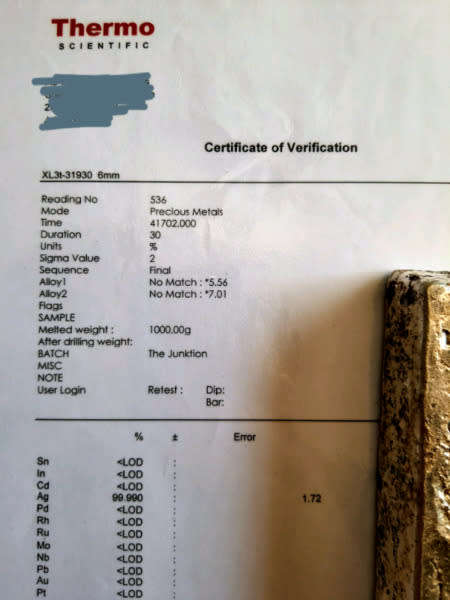 Thermo
SCIENTIFIC
Certificate of Verification
XL3t-31930 6mm
Reading No 536
Mode Precious Metals
Time 41702.000
Duration 30
Units %
Sigma Value 2
Sequence Final
Alloy1 No Match : *5.56
Alloy2 No Match : *7.01
Flags
SAMPLE
Melted weight : 1000.00g
After drilling weight:
BATCH The Junktion
MISC
NOTE
User Login Retest : Dip:
Bar:
% ± Error
Sn <LOD :
In <LOD :
Cd <LOD :
Ag 99.990 : 1.72
Pd <LOD :
Rh <LOD :
Ru <LOD :
Mo <LOD :
Nb <LOD :
Pb <LOD :
Au <LOD :
Pt <LOD :